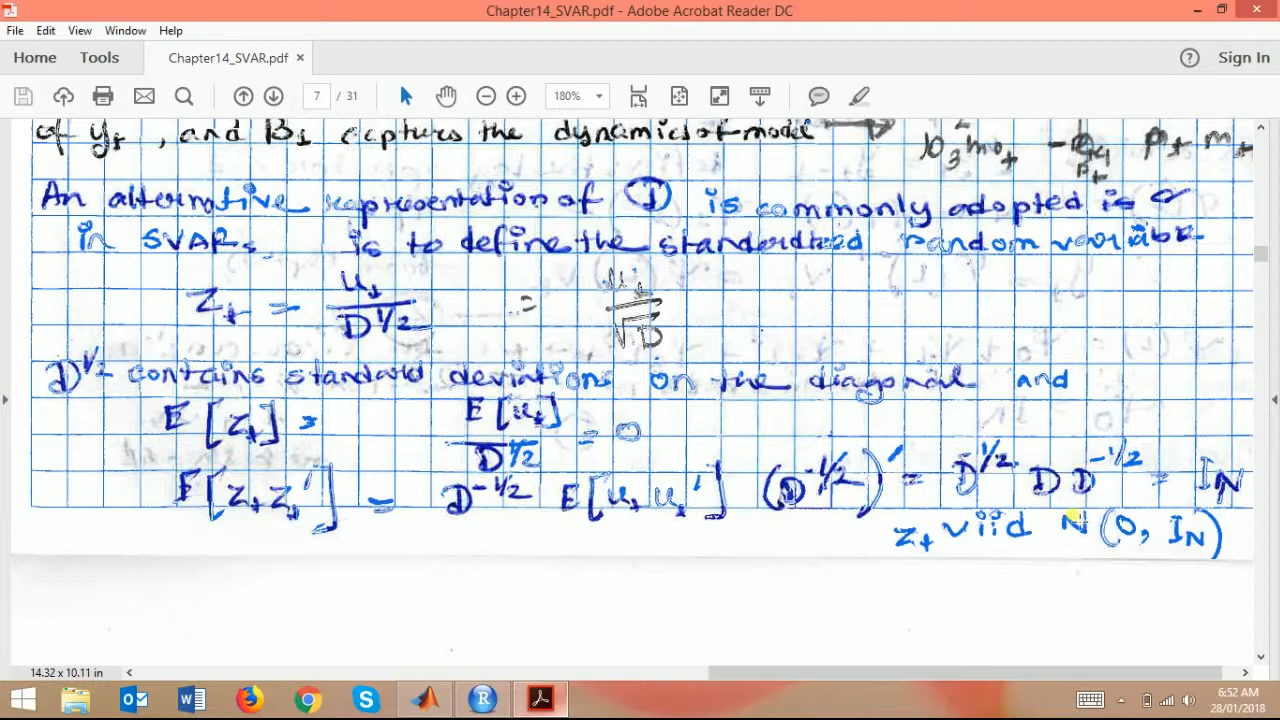 Chapter14_SVAR.pdf - Adobe Acrobat Reader DC
File Edit View Window Help
Home Tools Chapter14_SVAR.pdf × Sign In
7 / 31 180%
of yt, and B1 captures the dynamics of model
An alternative representation of ① is commonly adopted is
in SVARs is to define the standardized random variable
Zt = ut / D^1/2 = ut / √D
D^1/2 contains standard deviations on the diagonal and
E[Zt] = E[ut] / D^1/2 = 0
E[Zt Zt'] = D^-1/2 E[ut ut'] (D^-1/2)' = D^1/2 D D^-1/2 = IN
Zt ~ iid N(0, IN)
14.32 x 10.11 in
6:52 AM
28/01/2018